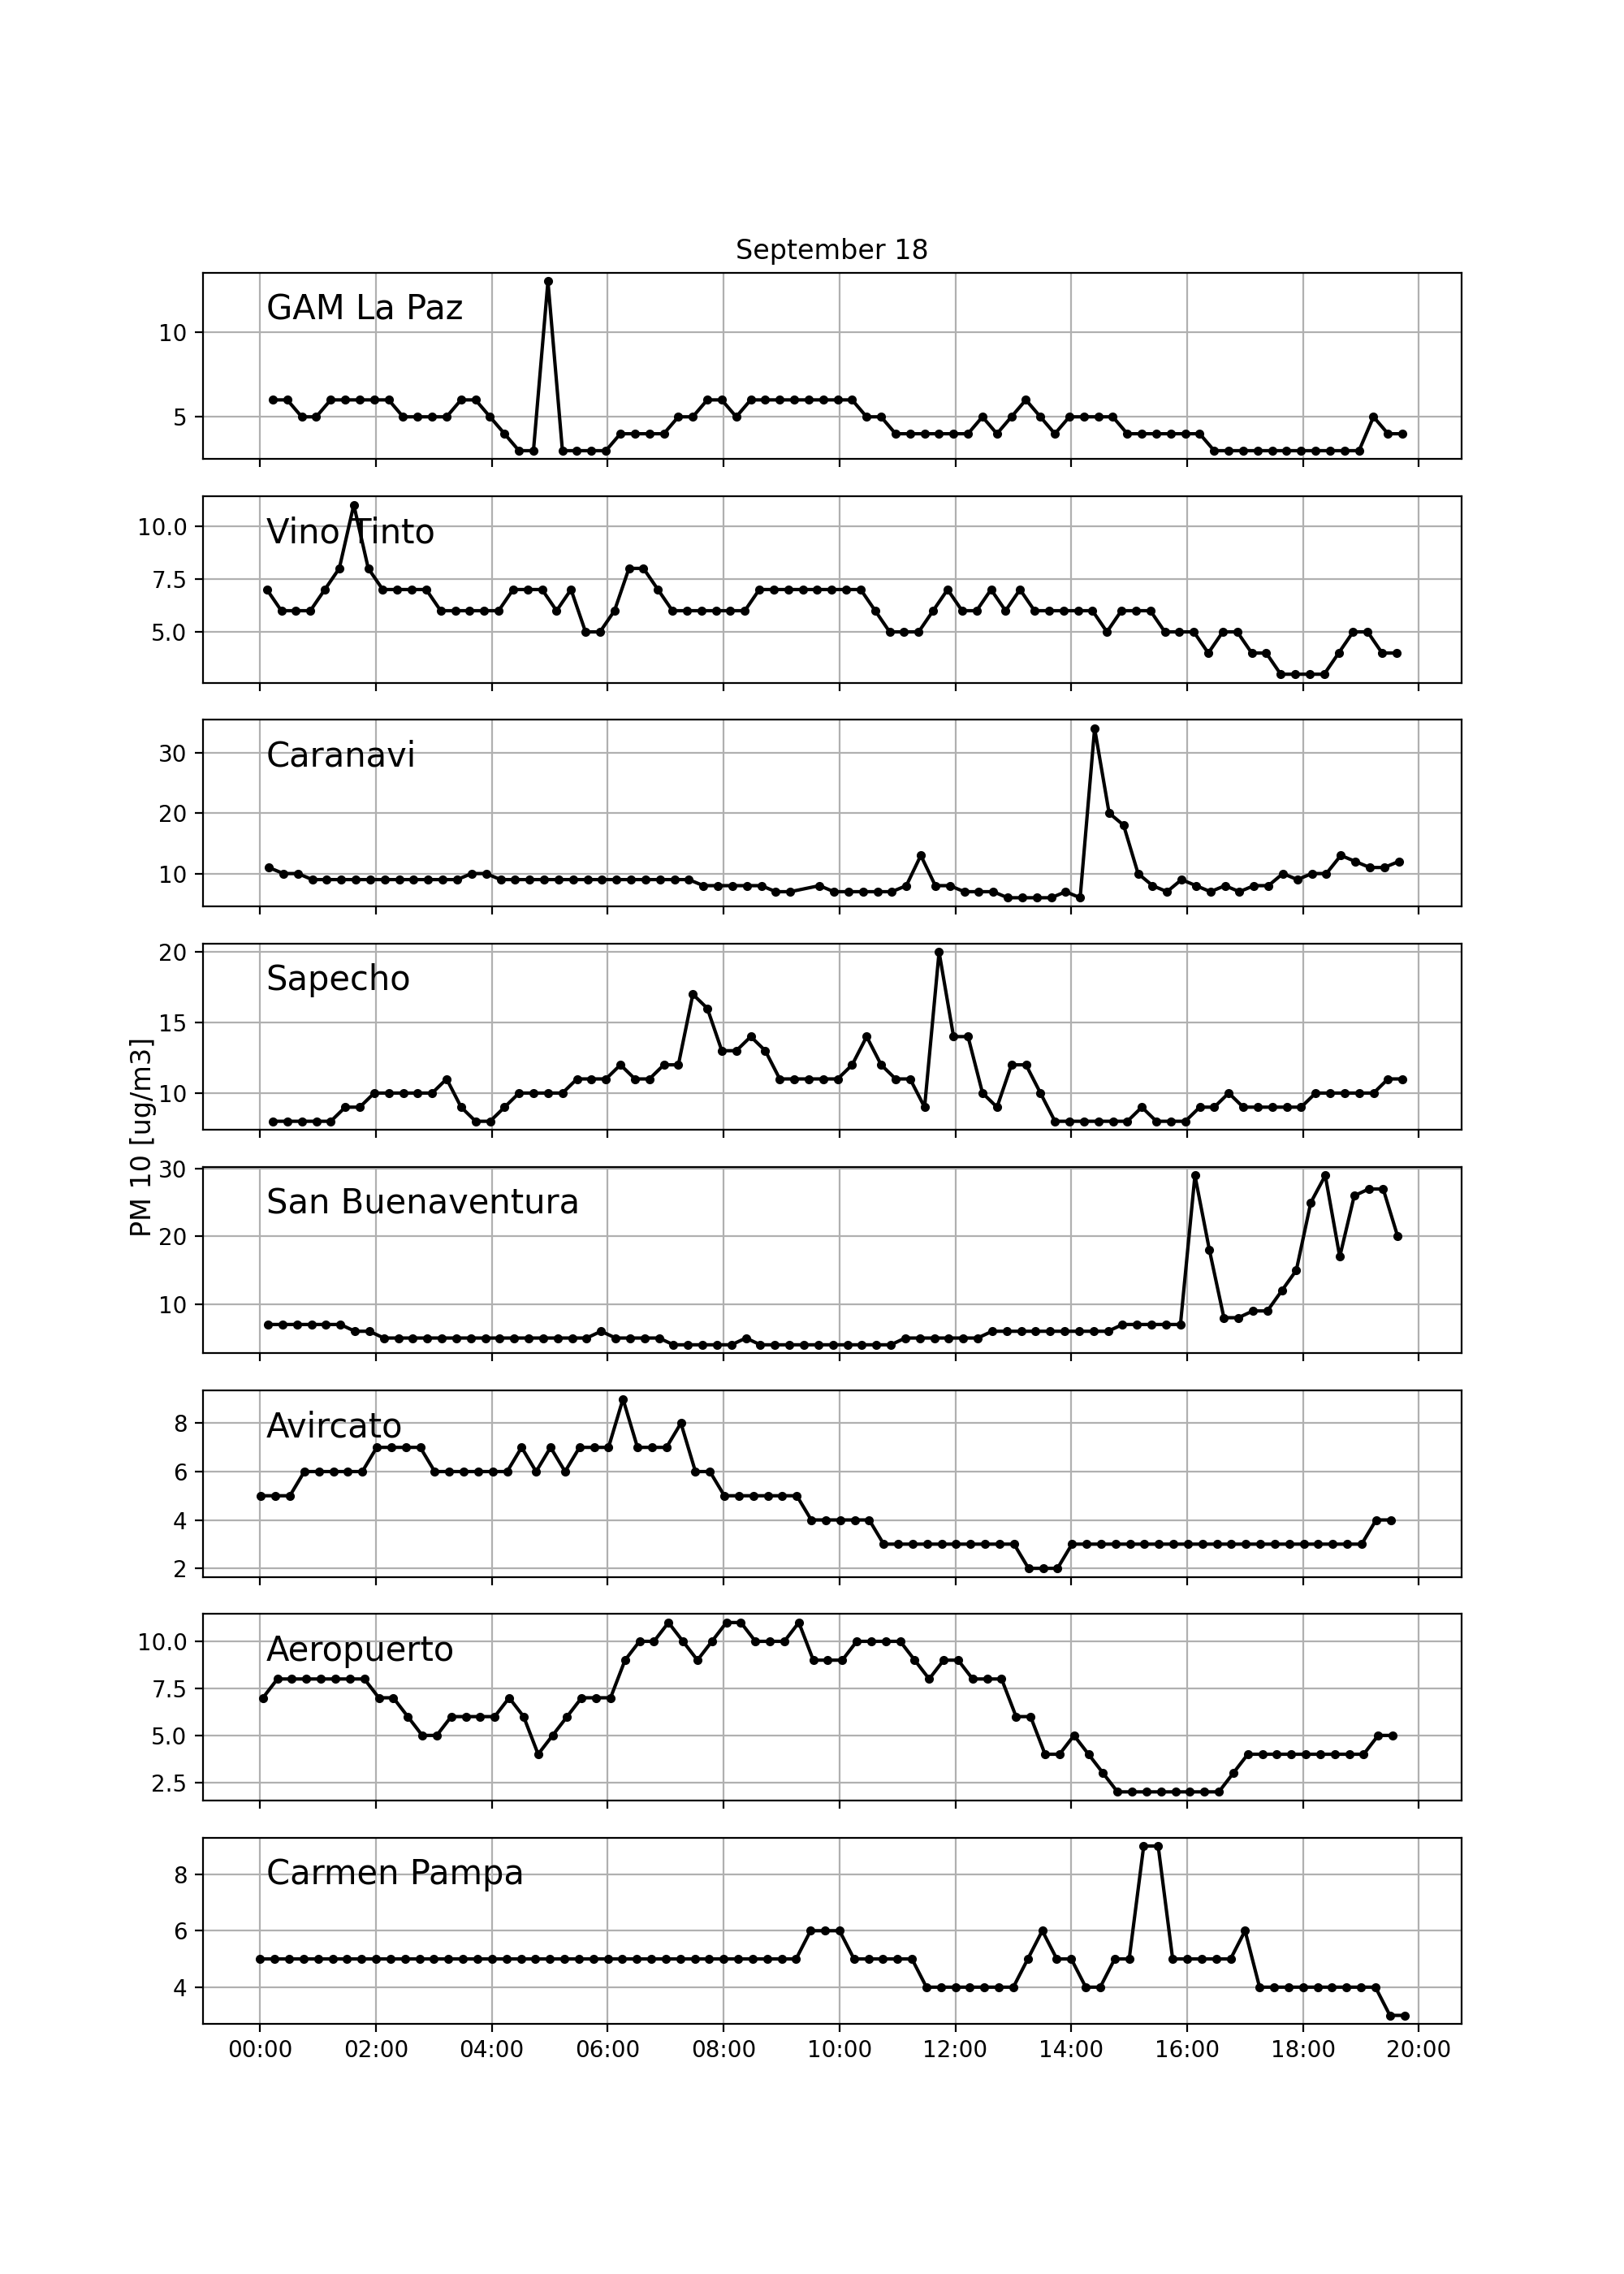 September 18
GAM La Paz
10
5
Vino Tinto
10.0
7.5
5.0
Caranavi
30
20
10
Sapecho
20
15
10
PM 10 [ug/m3]
San Buenaventura
30
20
10
Avircato
8
6
4
2
Aeropuerto
10.0
7.5
5.0
2.5
Carmen Pampa
8
6
4
00:00 02:00 04:00 06:00 08:00 10:00 12:00 14:00 16:00 18:00 20:00